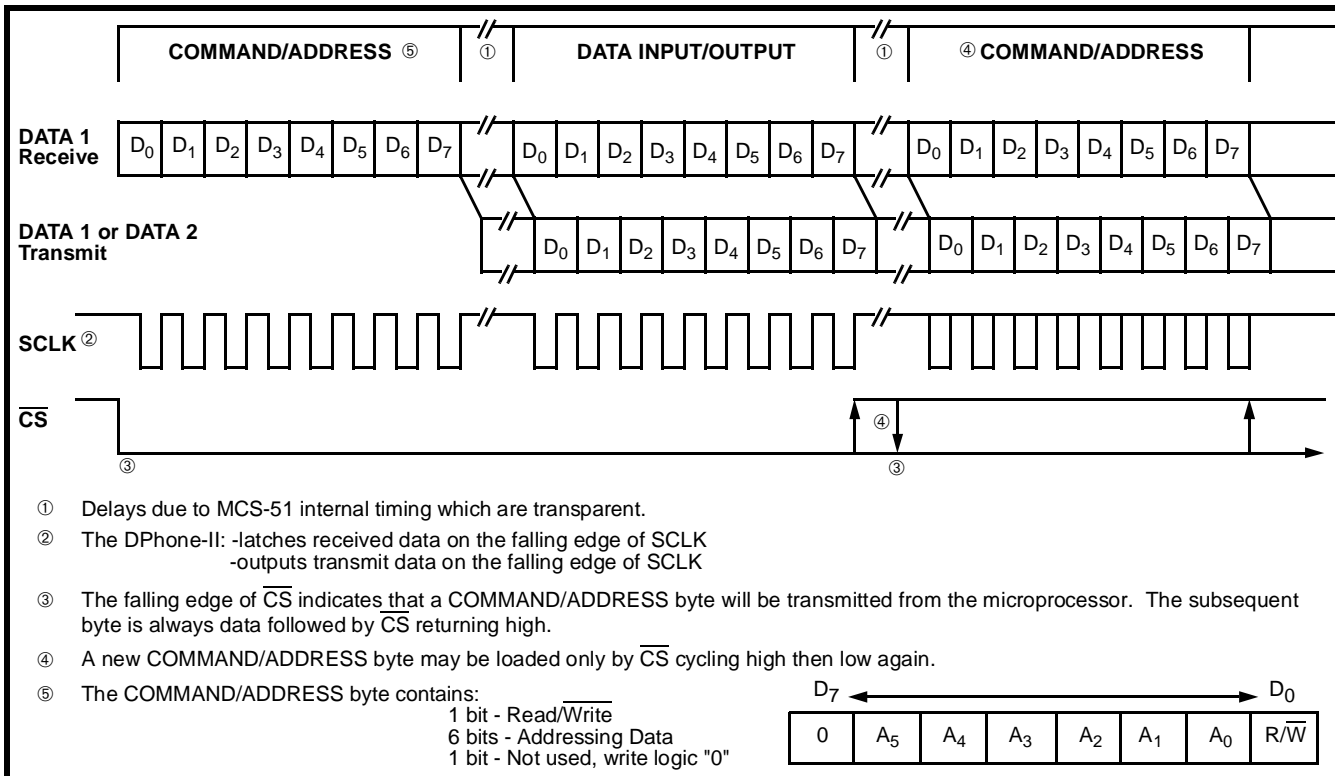 COMMAND/ADDRESS ⑤ ① DATA INPUT/OUTPUT ① ④ COMMAND/ADDRESS
DATA 1
Receive
D0 D1 D2 D3 D4 D5 D6 D7 D0 D1 D2 D3 D4 D5 D6 D7 D0 D1 D2 D3 D4 D5 D6 D7
DATA 1 or DATA 2
Transmit
D0 D1 D2 D3 D4 D5 D6 D7 D0 D1 D2 D3 D4 D5 D6 D7
SCLK ②
C̅S̅
④
③ ③
① Delays due to MCS-51 internal timing which are transparent.
② The DPhone-II: -latches received data on the falling edge of SCLK
-outputs transmit data on the falling edge of SCLK
③ The falling edge of C̅S̅ indicates that a COMMAND/ADDRESS byte will be transmitted from the microprocessor. The subsequent
byte is always data followed by C̅S̅ returning high.
④ A new COMMAND/ADDRESS byte may be loaded only by C̅S̅ cycling high then low again.
⑤ The COMMAND/ADDRESS byte contains:
1 bit - Read/W̅r̅i̅t̅e̅
6 bits - Addressing Data
1 bit - Not used, write logic "0"
D7 D0
0 A5 A4 A3 A2 A1 A0 R/W̅